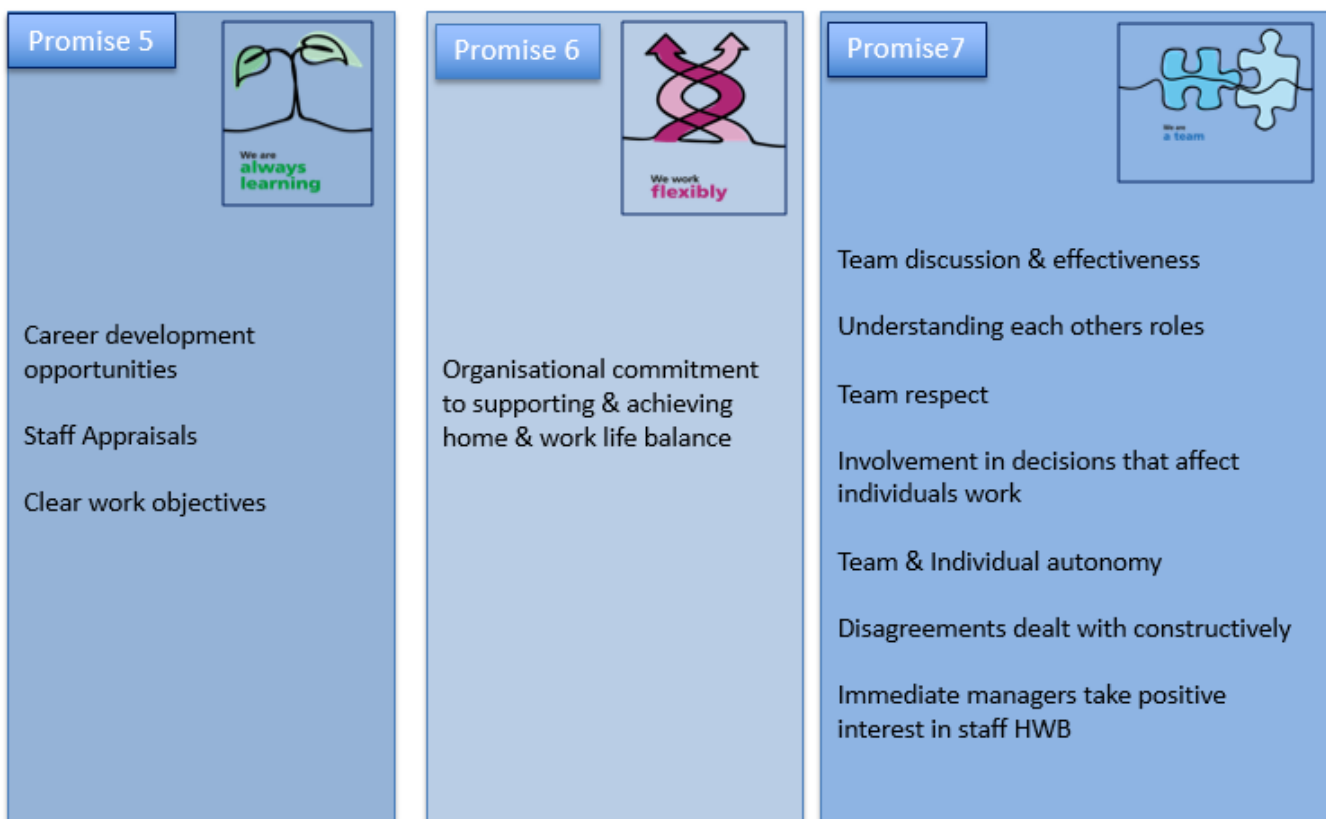 Promise 5
We are
always
learning
Career development
opportunities
Staff Appraisals
Clear work objectives
Promise 6
We work
flexibly
Organisational commitment
to supporting & achieving
home & work life balance
Promise7
We are
a team
Team discussion & effectiveness
Understanding each others roles
Team respect
Involvement in decisions that affect
individuals work
Team & Individual autonomy
Disagreements dealt with constructively
Immediate managers take positive
interest in staff HWB